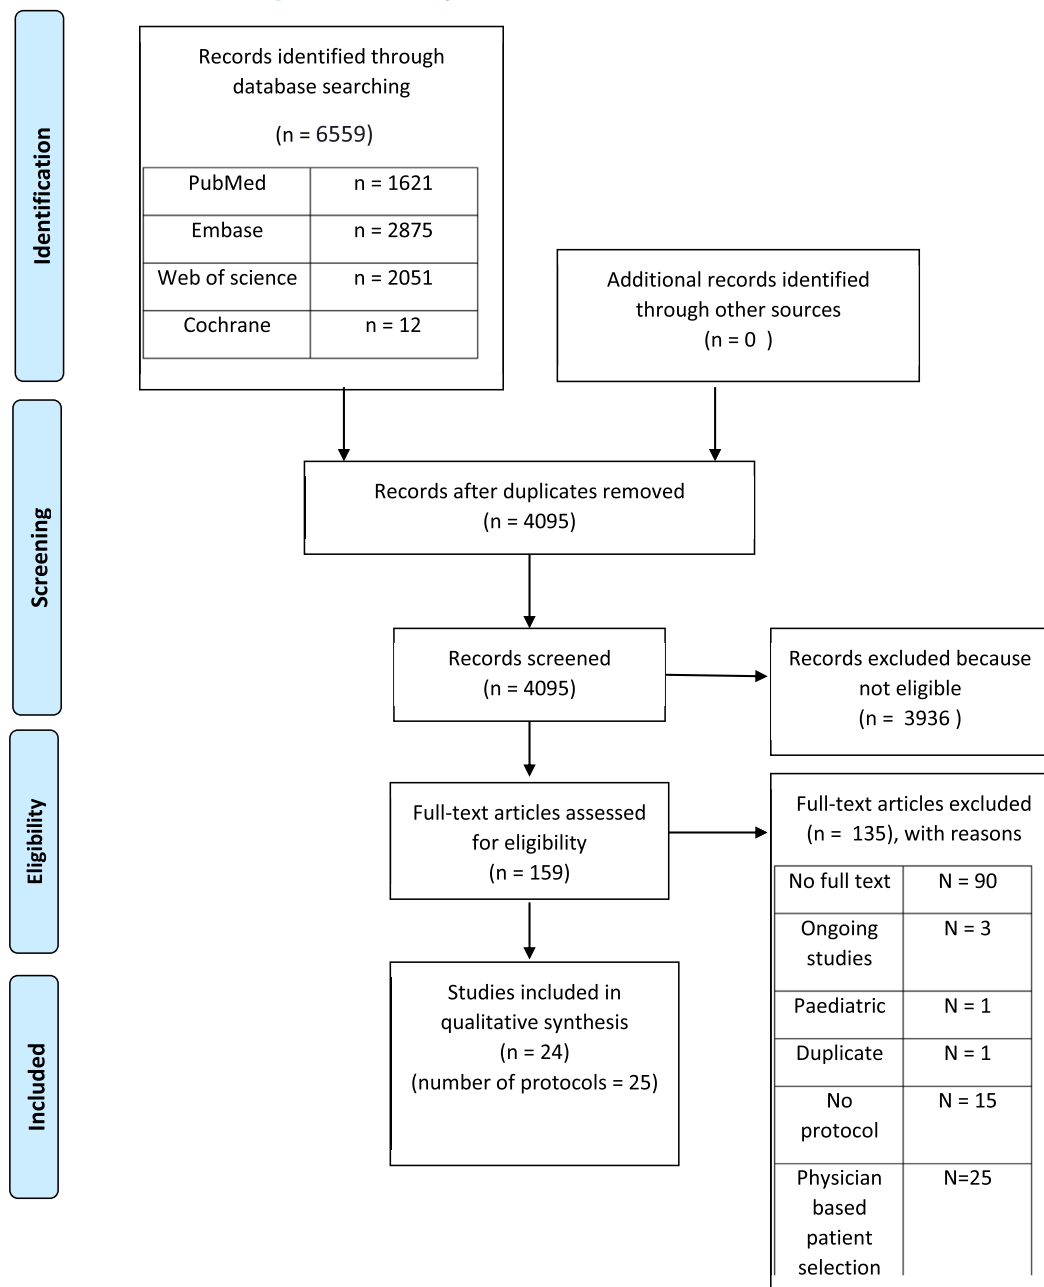 Identification
Records identified through
database searching
(n = 6559)
PubMed n = 1621
Embase n = 2875
Web of science n = 2051
Cochrane n = 12
Additional records identified
through other sources
(n = 0 )
Screening
Records after duplicates removed
(n = 4095)
Records screened
(n = 4095)
Records excluded because
not eligible
(n = 3936 )
Eligibility
Full-text articles assessed
for eligibility
(n = 159)
Full-text articles excluded
(n = 135), with reasons
No full text N = 90
Ongoing N = 3
studies
Paediatric N = 1
Duplicate N = 1
No N = 15
protocol
Physician N=25
based
patient
selection
Included
Studies included in
qualitative synthesis
(n = 24)
(number of protocols = 25)